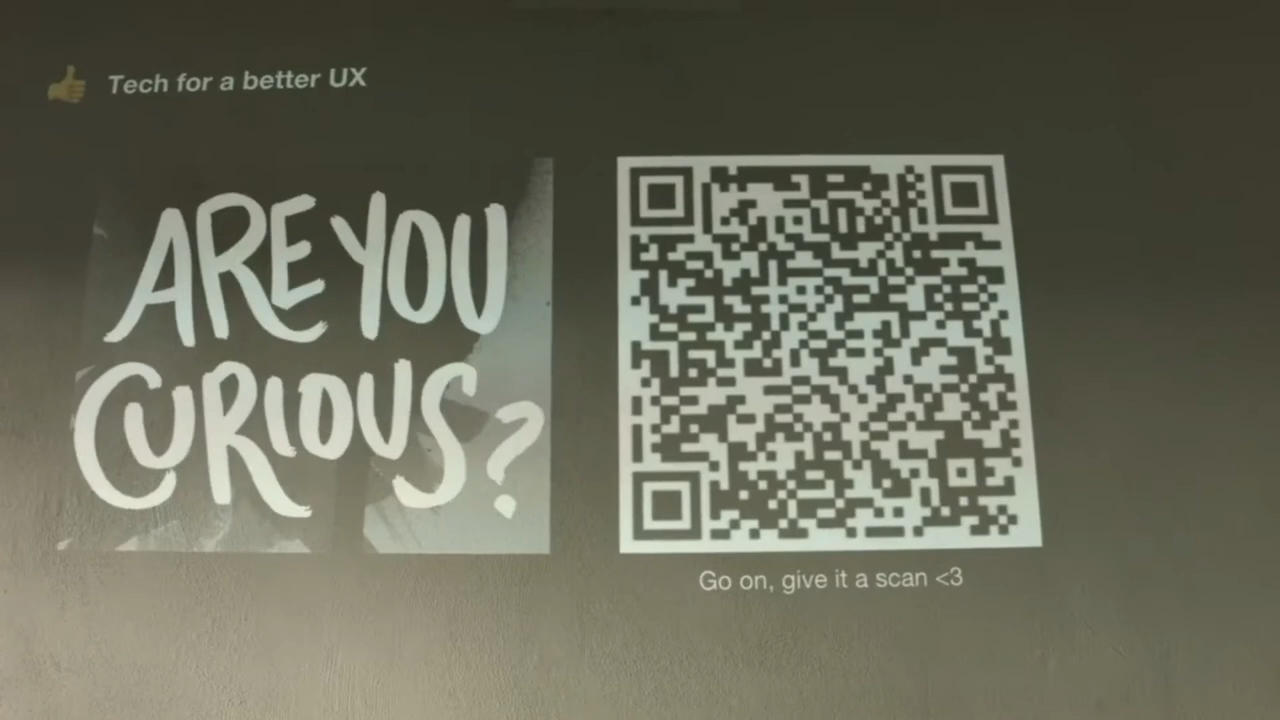 👍 Tech for a better UX
ARE YOU
CURIOUS?
Go on, give it a scan <3